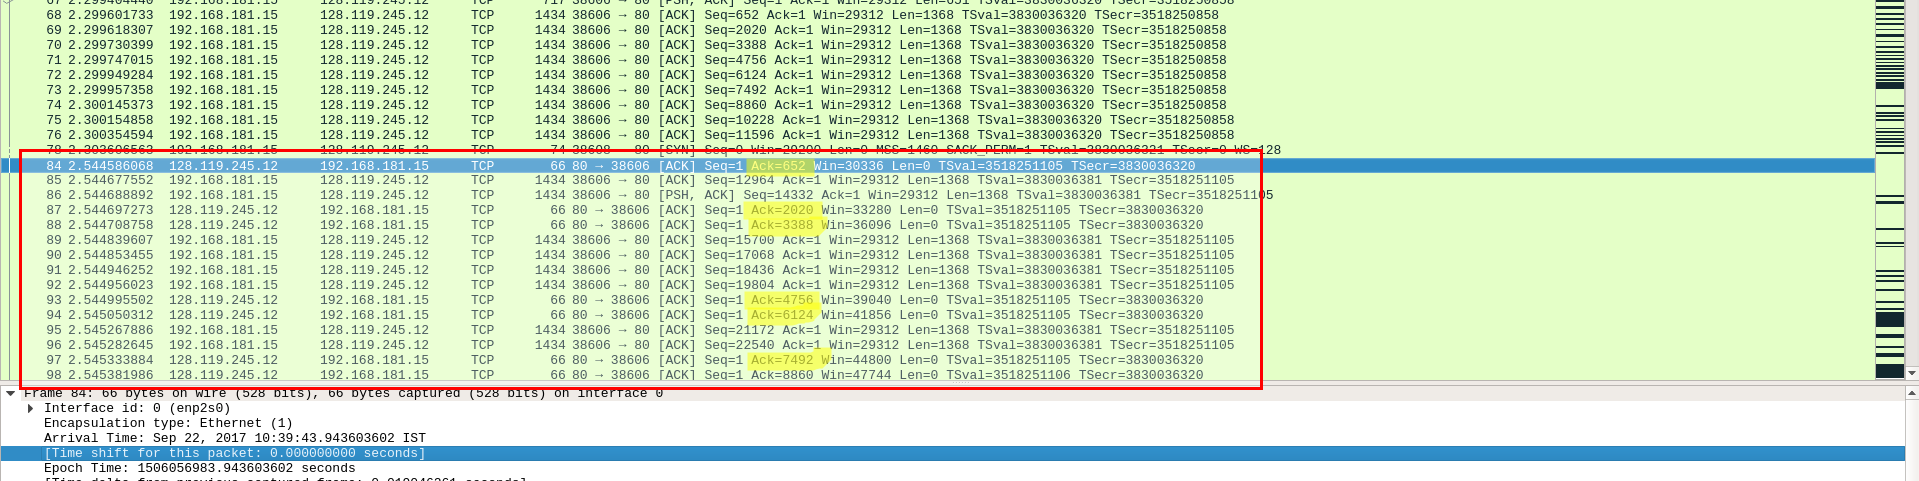 67 2.299404440 192.168.181.15 128.119.245.12 TCP 717 38606 → 80 [PSH, ACK] Seq=1 Ack=1 Win=29312 Len=651 TSval=3830036320 TSecr=3518250858
68 2.299601733 192.168.181.15 128.119.245.12 TCP 1434 38606 → 80 [ACK] Seq=652 Ack=1 Win=29312 Len=1368 TSval=3830036320 TSecr=3518250858
69 2.299618307 192.168.181.15 128.119.245.12 TCP 1434 38606 → 80 [ACK] Seq=2020 Ack=1 Win=29312 Len=1368 TSval=3830036320 TSecr=3518250858
70 2.299730399 192.168.181.15 128.119.245.12 TCP 1434 38606 → 80 [ACK] Seq=3388 Ack=1 Win=29312 Len=1368 TSval=3830036320 TSecr=3518250858
71 2.299747015 192.168.181.15 128.119.245.12 TCP 1434 38606 → 80 [ACK] Seq=4756 Ack=1 Win=29312 Len=1368 TSval=3830036320 TSecr=3518250858
72 2.299949284 192.168.181.15 128.119.245.12 TCP 1434 38606 → 80 [ACK] Seq=6124 Ack=1 Win=29312 Len=1368 TSval=3830036320 TSecr=3518250858
73 2.299957358 192.168.181.15 128.119.245.12 TCP 1434 38606 → 80 [ACK] Seq=7492 Ack=1 Win=29312 Len=1368 TSval=3830036320 TSecr=3518250858
74 2.300145373 192.168.181.15 128.119.245.12 TCP 1434 38606 → 80 [ACK] Seq=8860 Ack=1 Win=29312 Len=1368 TSval=3830036320 TSecr=3518250858
75 2.300154858 192.168.181.15 128.119.245.12 TCP 1434 38606 → 80 [ACK] Seq=10228 Ack=1 Win=29312 Len=1368 TSval=3830036320 TSecr=3518250858
76 2.300354594 192.168.181.15 128.119.245.12 TCP 1434 38606 → 80 [ACK] Seq=11596 Ack=1 Win=29312 Len=1368 TSval=3830036320 TSecr=3518250858
78 192.168.181.15 128.119.245.12 TCP 74 38608 → 80 [SYN] Seq=0 Win=29200 Len=0 MSS=1460 SACK_PERM=1 TSval=3830036321 TSecr=0 WS=128
84 2.544586068 128.119.245.12 192.168.181.15 TCP 66 80 → 38606 [ACK] Seq=1 Ack=652 Win=30336 Len=0 TSval=3518251105 TSecr=3830036320
85 2.544677552 192.168.181.15 128.119.245.12 TCP 1434 38606 → 80 [ACK] Seq=12964 Ack=1 Win=29312 Len=1368 TSval=3830036381 TSecr=3518251105
86 2.544688892 192.168.181.15 128.119.245.12 TCP 1434 38606 → 80 [PSH, ACK] Seq=14332 Ack=1 Win=29312 Len=1368 TSval=3830036381 TSecr=3518251105
87 2.544697273 128.119.245.12 192.168.181.15 TCP 66 80 → 38606 [ACK] Seq=1 Ack=2020 Win=33280 Len=0 TSval=3518251105 TSecr=3830036320
88 2.544708758 128.119.245.12 192.168.181.15 TCP 66 80 → 38606 [ACK] Seq=1 Ack=3388 Win=36096 Len=0 TSval=3518251105 TSecr=3830036320
89 2.544839607 192.168.181.15 128.119.245.12 TCP 1434 38606 → 80 [ACK] Seq=15700 Ack=1 Win=29312 Len=1368 TSval=3830036381 TSecr=3518251105
90 2.544853455 192.168.181.15 128.119.245.12 TCP 1434 38606 → 80 [ACK] Seq=17068 Ack=1 Win=29312 Len=1368 TSval=3830036381 TSecr=3518251105
91 2.544946252 192.168.181.15 128.119.245.12 TCP 1434 38606 → 80 [ACK] Seq=18436 Ack=1 Win=29312 Len=1368 TSval=3830036381 TSecr=3518251105
92 2.544956023 192.168.181.15 128.119.245.12 TCP 1434 38606 → 80 [ACK] Seq=19804 Ack=1 Win=29312 Len=1368 TSval=3830036381 TSecr=3518251105
93 2.544995502 128.119.245.12 192.168.181.15 TCP 66 80 → 38606 [ACK] Seq=1 Ack=4756 Win=39040 Len=0 TSval=3518251105 TSecr=3830036320
94 2.545050312 128.119.245.12 192.168.181.15 TCP 66 80 → 38606 [ACK] Seq=1 Ack=6124 Win=41856 Len=0 TSval=3518251105 TSecr=3830036320
95 2.545267886 192.168.181.15 128.119.245.12 TCP 1434 38606 → 80 [ACK] Seq=21172 Ack=1 Win=29312 Len=1368 TSval=3830036381 TSecr=3518251105
96 2.545282645 192.168.181.15 128.119.245.12 TCP 1434 38606 → 80 [ACK] Seq=22540 Ack=1 Win=29312 Len=1368 TSval=3830036381 TSecr=3518251105
97 2.545333884 128.119.245.12 192.168.181.15 TCP 66 80 → 38606 [ACK] Seq=1 Ack=7492 Win=44800 Len=0 TSval=3518251105 TSecr=3830036320
98 2.545381986 128.119.245.12 192.168.181.15 TCP 66 80 → 38606 [ACK] Seq=1 Ack=8860 Win=47744 Len=0 TSval=3518251105 TSecr=3830036320
Frame 84: 66 bytes on wire (528 bits), 66 bytes captured (528 bits) on interface 0
Interface id: 0 (enp2s0)
Encapsulation type: Ethernet (1)
Arrival Time: Sep 22, 2017 10:39:43.943603602 IST
[Time shift for this packet: 0.000000000 seconds]
Epoch Time: 1506056983.943603602 seconds
[Time delta from previous captured frame: seconds]